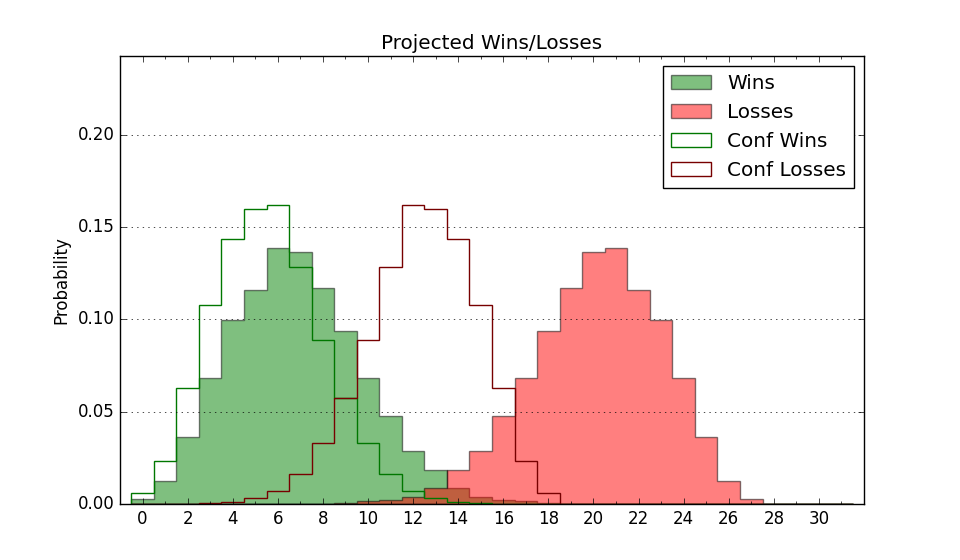 Projected Wins/Losses
Wins
Losses
Conf Wins
Conf Losses
Probability
0.20
0.15
0.10
0.05
0.00
0 2 4 6 8 10 12 14 16 18 20 22 24 26 28 30